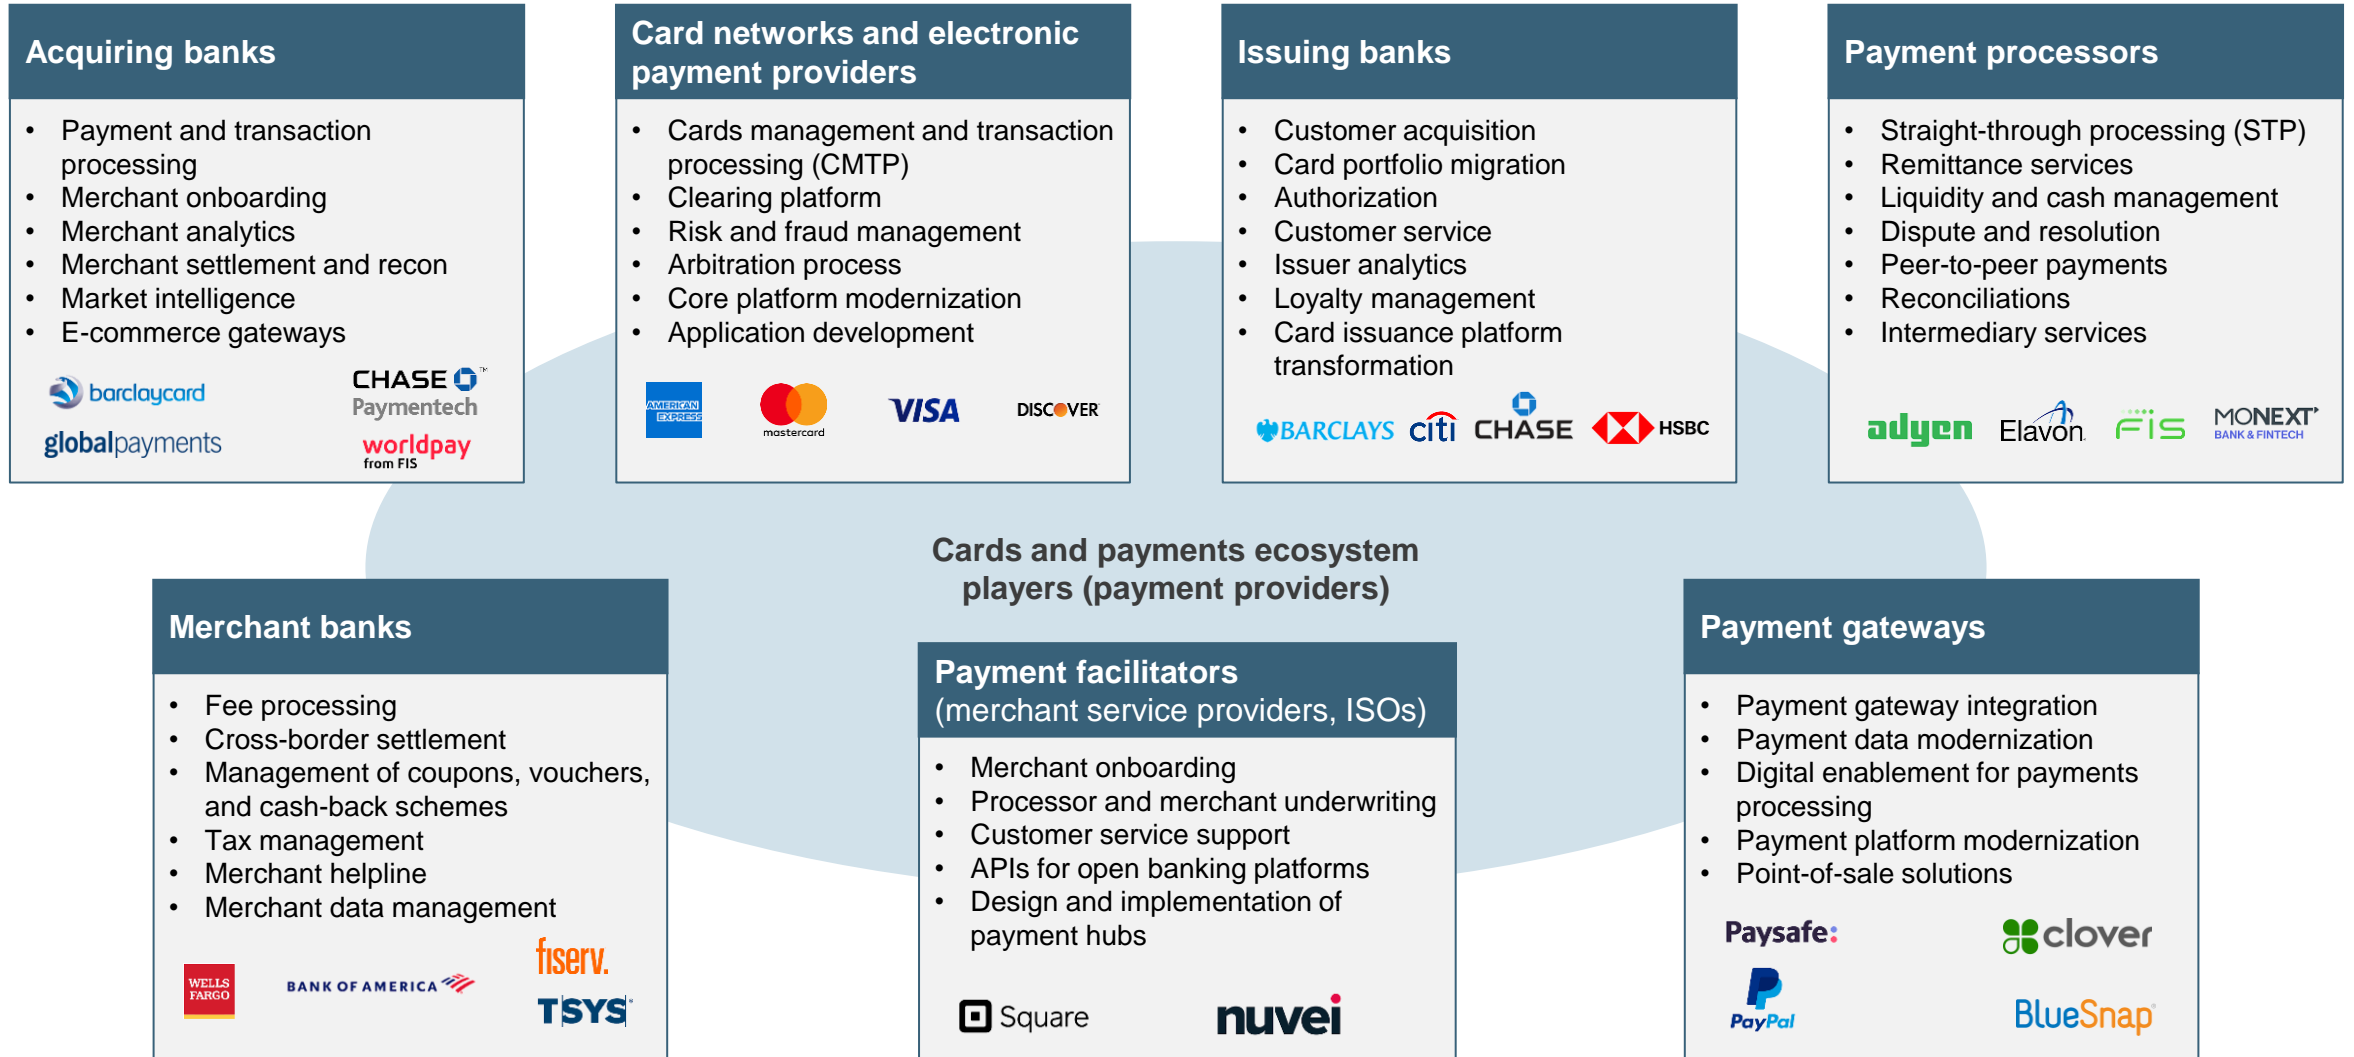 Acquiring banks
• Payment and transaction
processing
• Merchant onboarding
• Merchant analytics
• Merchant settlement and recon
• Market intelligence
• E-commerce gateways
barclaycard
CHASE ™
Paymentech
globalpayments
worldpay
from FIS
Card networks and electronic
payment providers
• Cards management and transaction
processing (CMTP)
• Clearing platform
• Risk and fraud management
• Arbitration process
• Core platform modernization
• Application development
AMERICAN
EXPRESS
mastercard
VISA
DISCOVER
Issuing banks
• Customer acquisition
• Card portfolio migration
• Authorization
• Customer service
• Issuer analytics
• Loyalty management
• Card issuance platform
transformation
BARCLAYS
citi
CHASE
HSBC
Payment processors
• Straight-through processing (STP)
• Remittance services
• Liquidity and cash management
• Dispute and resolution
• Peer-to-peer payments
• Reconciliations
• Intermediary services
adyen
Elavon
FIS
MONEXT
BANK & FINTECH
Cards and payments ecosystem
players (payment providers)
Merchant banks
• Fee processing
• Cross-border settlement
• Management of coupons, vouchers,
and cash-back schemes
• Tax management
• Merchant helpline
• Merchant data management
WELLS
FARGO
BANK OF AMERICA
fiserv.
TSYS®
Payment facilitators
(merchant service providers, ISOs)
• Merchant onboarding
• Processor and merchant underwriting
• Customer service support
• APIs for open banking platforms
• Design and implementation of
payment hubs
Square
nuvei
Payment gateways
• Payment gateway integration
• Payment data modernization
• Digital enablement for payments
processing
• Payment platform modernization
• Point-of-sale solutions
Paysafe:
clover
PayPal
BlueSnap